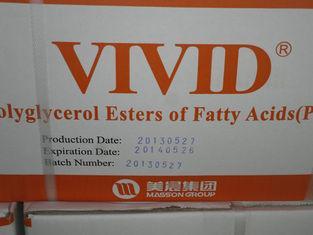 VIVID®
olyglycerol Esters of Fatty Acids(P
Production Date: 20130527
Expiration Date: 20140526
Batch Number: 20130527
美晨集团
MASSON GROUP